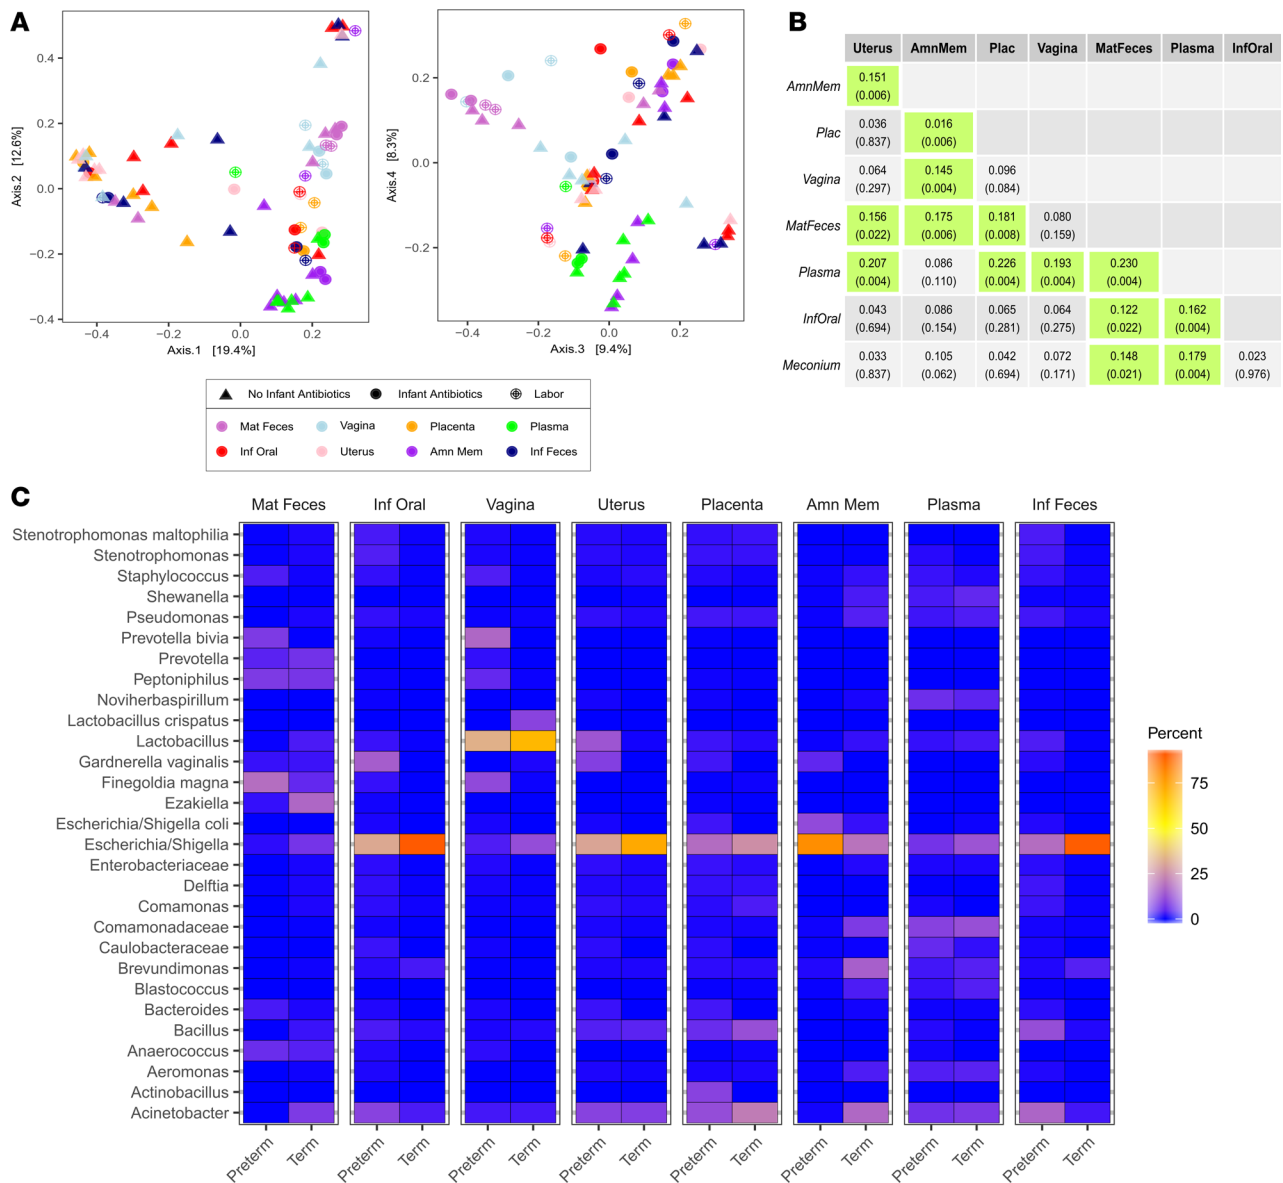 A
0.4
0.2
0.0
−0.2
−0.4
Axis.2 [12.6%]
−0.4 −0.2 0.0 0.2
Axis.1 [19.4%]
0.2
0.0
−0.2
Axis.4 [8.3%]
−0.4 −0.2 0.0 0.2
Axis.3 [9.4%]
No Infant Antibiotics Infant Antibiotics Labor
Mat Feces Vagina Placenta Plasma
Inf Oral Uterus Amn Mem Inf Feces
B
Uterus AmnMem Plac Vagina MatFeces Plasma InfOral
AmnMem 0.151
(0.006)
Plac 0.036 0.016
(0.837) (0.006)
Vagina 0.064 0.145 0.096
(0.297) (0.004) (0.084)
MatFeces 0.156 0.175 0.181 0.080
(0.022) (0.006) (0.008) (0.159)
Plasma 0.207 0.086 0.226 0.193 0.230
(0.004) (0.110) (0.004) (0.004) (0.004)
InfOral 0.043 0.086 0.065 0.064 0.122 0.162
(0.694) (0.154) (0.281) (0.275) (0.022) (0.004)
Meconium 0.033 0.105 0.042 0.072 0.148 0.179 0.023
(0.837) (0.062) (0.694) (0.171) (0.021) (0.004) (0.976)
C
Mat Feces Inf Oral Vagina Uterus Placenta Amn Mem Plasma Inf Feces
Stenotrophomonas maltophilia
Stenotrophomonas
Staphylococcus
Shewanella
Pseudomonas
Prevotella bivia
Prevotella
Peptoniphilus
Noviherbaspirillum
Lactobacillus crispatus
Lactobacillus
Gardnerella vaginalis
Finegoldia magna
Ezakiella
Escherichia/Shigella coli
Escherichia/Shigella
Enterobacteriaceae
Delftia
Comamonas
Comamonadaceae
Caulobacteraceae
Brevundimonas
Blastococcus
Bacteroides
Bacillus
Anaerococcus
Aeromonas
Actinobacillus
Acinetobacter
Preterm Term Preterm Term Preterm Term Preterm Term Preterm Term Preterm Term Preterm Term Preterm Term
Percent
75
50
25
0